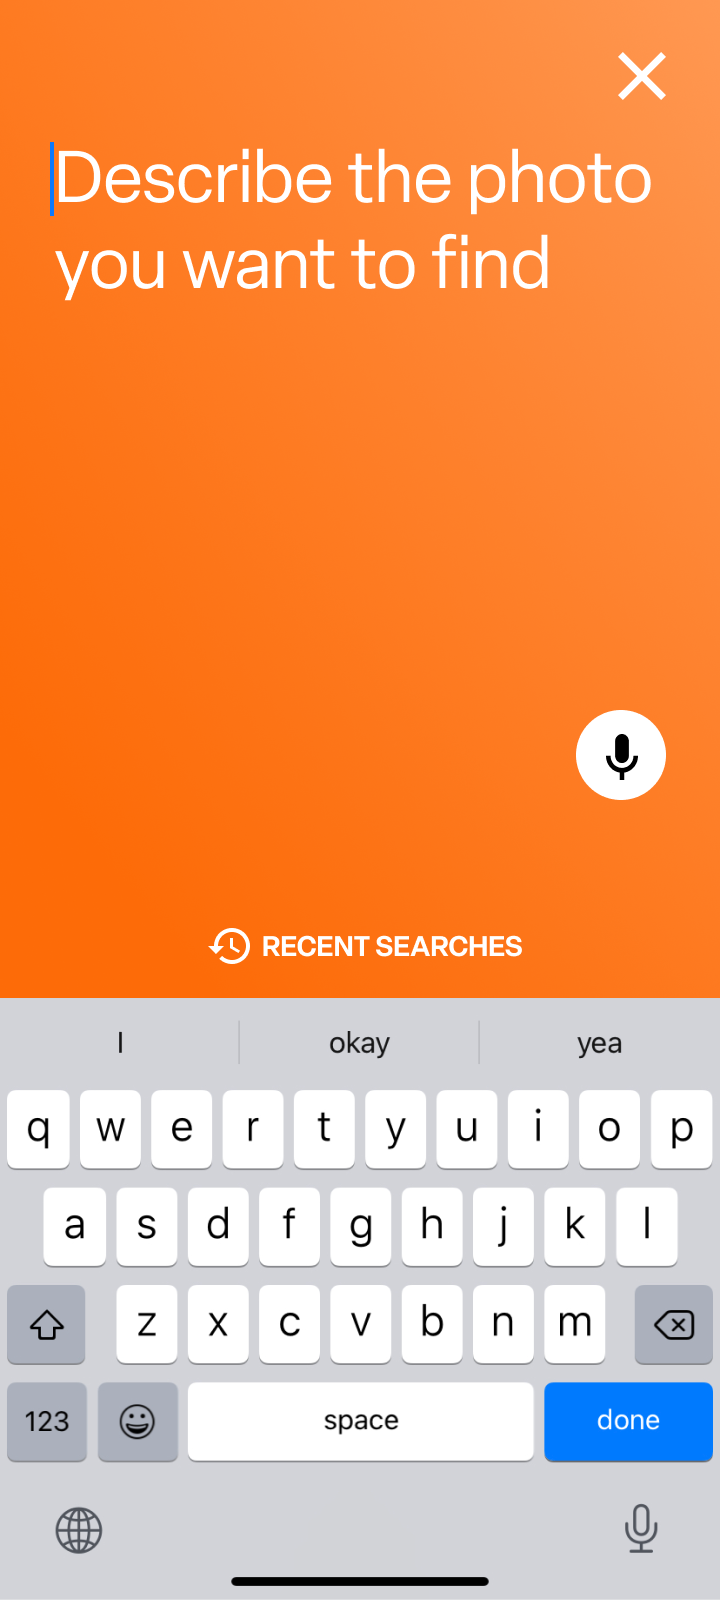 Describe the photo
you want to find
RECENT SEARCHES
I okay yea
q w e r t y u i o p
a s d f g h j k l
z x c v b n m
123 space done